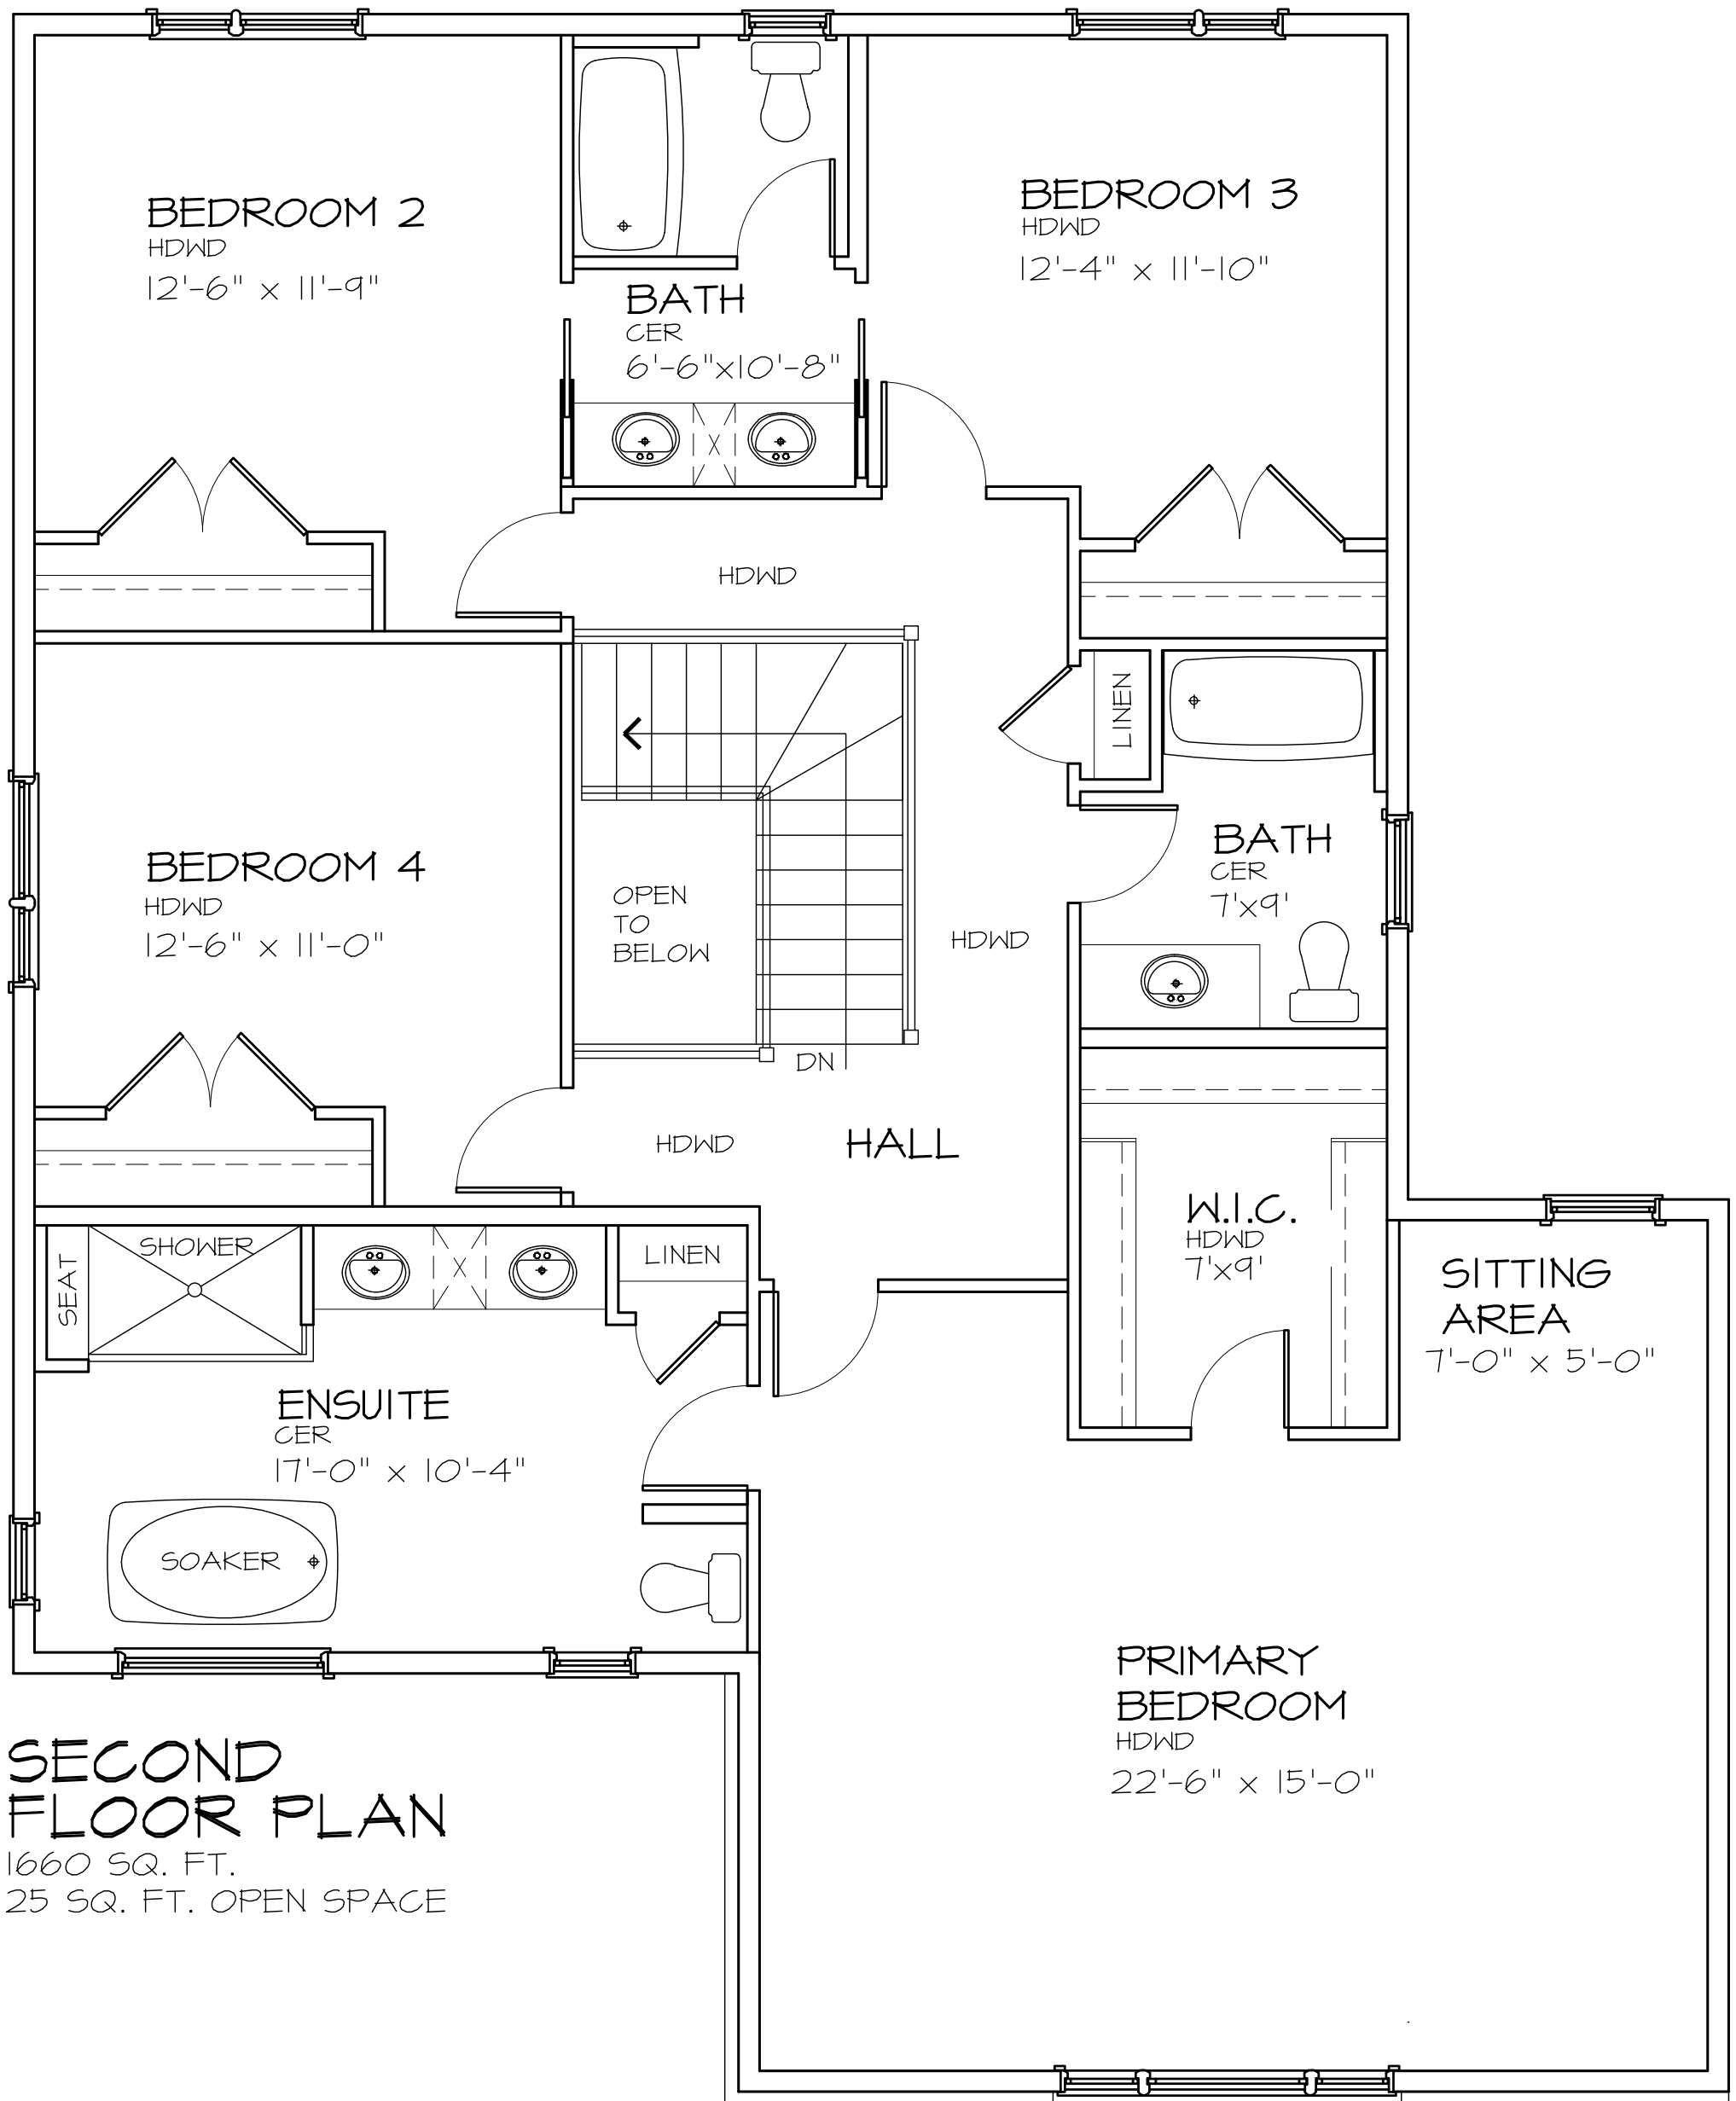 BEDROOM 2
HDWD
12'-6" x 11'-9"
BATH
CER
6'-6"x10'-8"
BEDROOM 3
HDWD
12'-4" x 11'-10"
HDWD
LINEN
BEDROOM 4
HDWD
12'-6" x 11'-0"
OPEN
TO
BELOW
HDWD
BATH
CER
7'x9'
DN
HDWD
HALL
W.I.C.
HDWD
7'x9'
SEAT
SHOWER
LINEN
SITTING
AREA
7'-0" x 5'-0"
ENSUITE
CER
17'-0" x 10'-4"
SOAKER
PRIMARY
BEDROOM
HDWD
22'-6" x 15'-0"
SECOND
FLOOR PLAN
1660 SQ. FT.
25 SQ. FT. OPEN SPACE